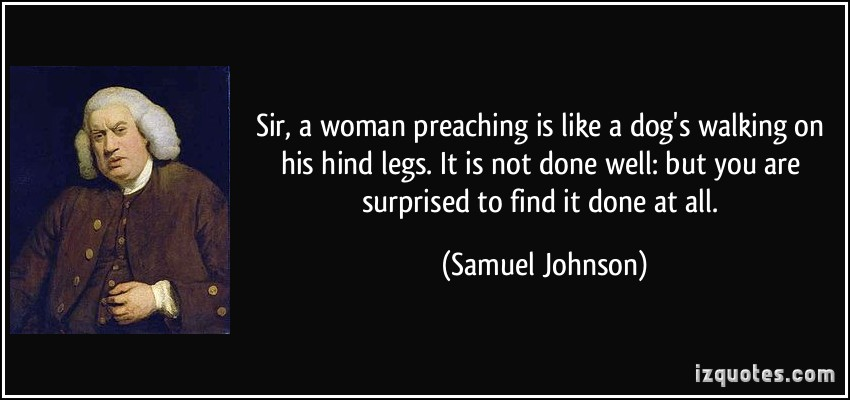 Sir, a woman preaching is like a dog's walking on
his hind legs. It is not done well: but you are
surprised to find it done at all.
(Samuel Johnson)
izquotes.com